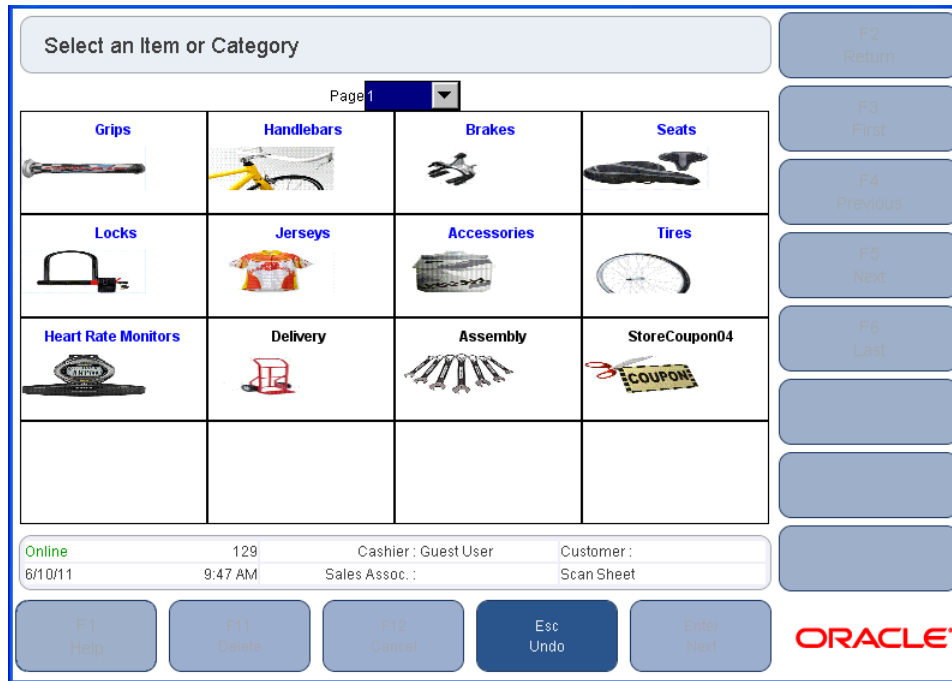 Select an Item or Category
F2
Return
Page 1
F3
First
Grips Handlebars Brakes Seats
F4
Previous
Locks Jerseys Accessories Tires
F5
Next
F6
Last
Heart Rate Monitors Delivery Assembly StoreCoupon04
COUPON
Online 129 Cashier : Guest User Customer :
6/10/11 9:47 AM Sales Assoc. : Scan Sheet
F1
Help
F11
Delete
F12
Cancel
Esc
Undo
Enter
Next
ORACLE